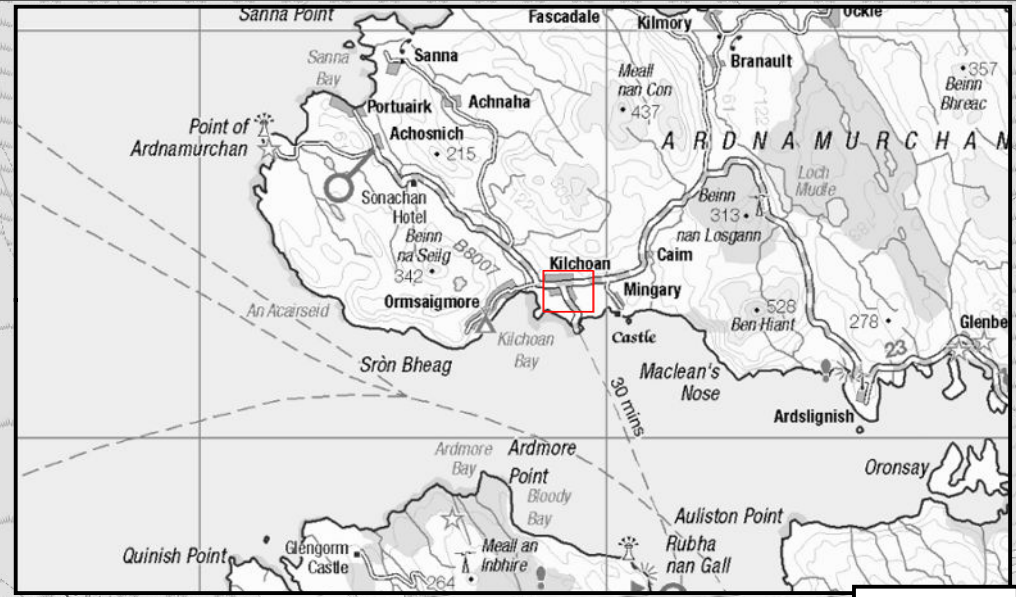 Sanna Point
Fascadale
Kilmory
Ockle
Sanna
Sanna
Bay
Branault
Meall
nan Con
437
357
Beinn
Bhreac
Portuairk
Achnaha
61
122
Point of
Ardnamurchan
Achosnich
215
ARDNAMURCHAN
Loch
Mudle
Sonachan
Hotel
Beinn
313
nan Losgann
Beinn
na Seilg
342
B8007
Kilchoan
Caim
Ormsaigmore
Mingary
An Acairseid
528
Ben Hiant
278
Glenbe
Kilchoan
Bay
Castle
23
Sròn Bheag
Maclean's
Nose
30 mins
Ardslignish
Ardmore
Bay
Ardmore
Point
Oronsay
Bloody
Bay
Auliston Point
Quinish Point
Glengorm
Castle
Meall an
Inbhire
264
Rubha
nan Gall